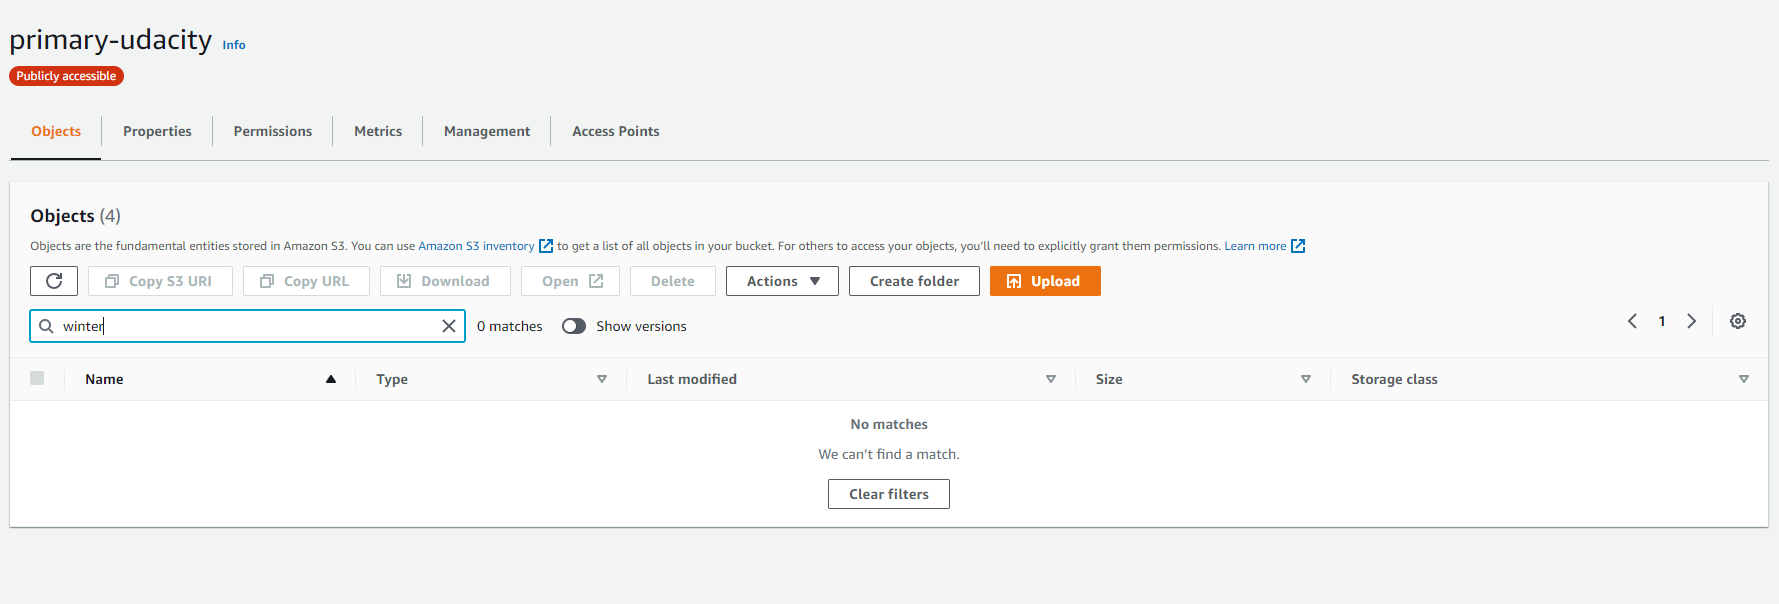 primary-udacity Info
Publicly accessible
Objects Properties Permissions Metrics Management Access Points
Objects (4)
Objects are the fundamental entities stored in Amazon S3. You can use Amazon S3 inventory to get a list of all objects in your bucket. For others to access your objects, you'll need to explicitly grant them permissions. Learn more
Copy S3 URI Copy URL Download Open Delete Actions Create folder Upload
winter 0 matches Show versions 1
Name Type Last modified Size Storage class
No matches
We can't find a match.
Clear filters